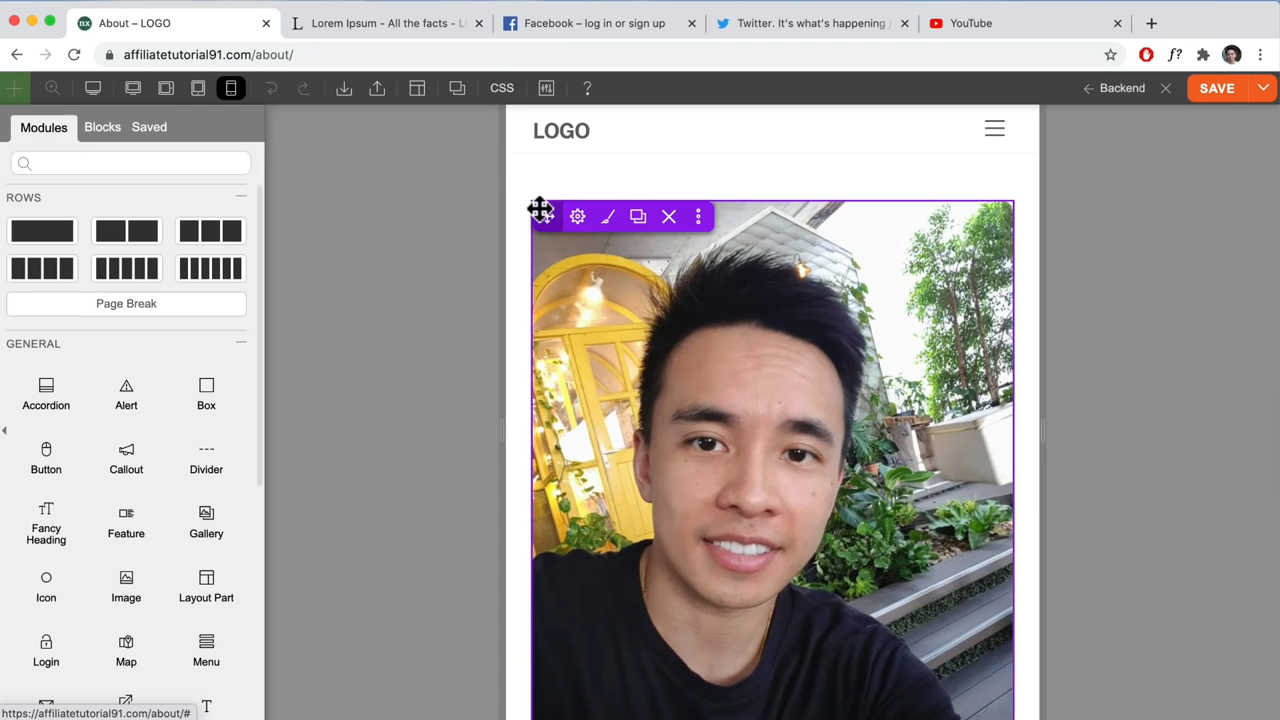 About – LOGO
Lorem Ipsum - All the facts - Li
Facebook – log in or sign up
Twitter. It's what's happening /
YouTube
affiliatetutorial91.com/about/
f?
CSS
?
Backend
SAVE
Modules Blocks Saved
LOGO
ROWS
Page Break
GENERAL
Accordion Alert Box
Button Callout Divider
Fancy Heading Feature Gallery
Icon Image Layout Part
Login Map Menu
https://affiliatetutorial91.com/about/#